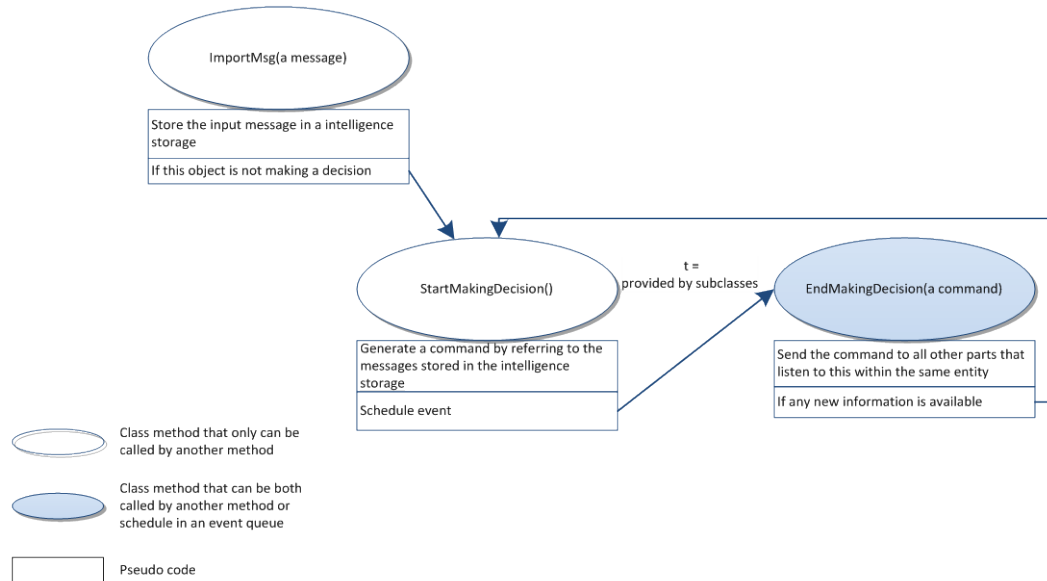 ImportMsg(a message)
Store the input message in a intelligence
storage
If this object is not making a decision
StartMakingDecision()
t =
provided by subclasses
EndMakingDecision(a command)
Generate a command by referring to the
messages stored in the intelligence
storage
Schedule event
Send the command to all other parts that
listen to this within the same entity
If any new information is available
Class method that only can be
called by another method
Class method that can be both
called by another method or
schedule in an event queue
Pseudo code